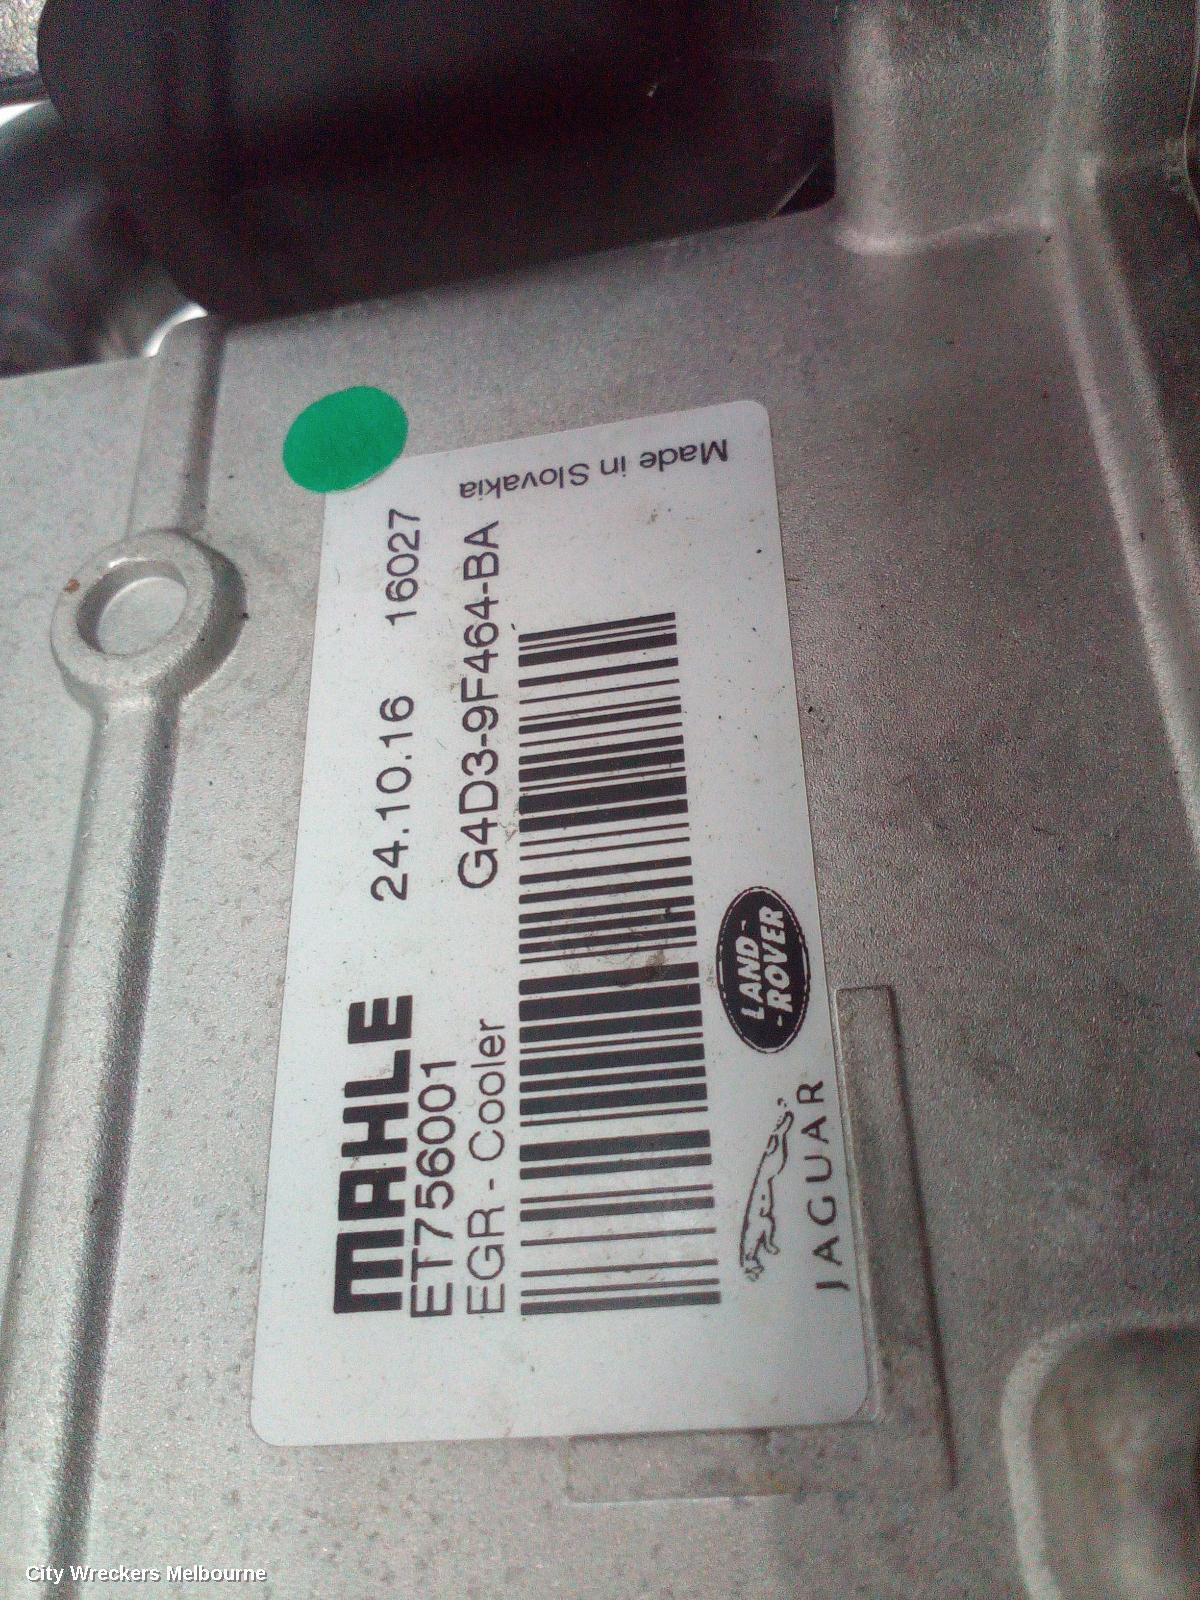 MAHLE
24.10.16 16027
ET756001
G4D3-9F464-BA
EGR - Cooler
Made in Slovakia
JAGUAR
LAND
-ROVER
City Wreckers Melbourne